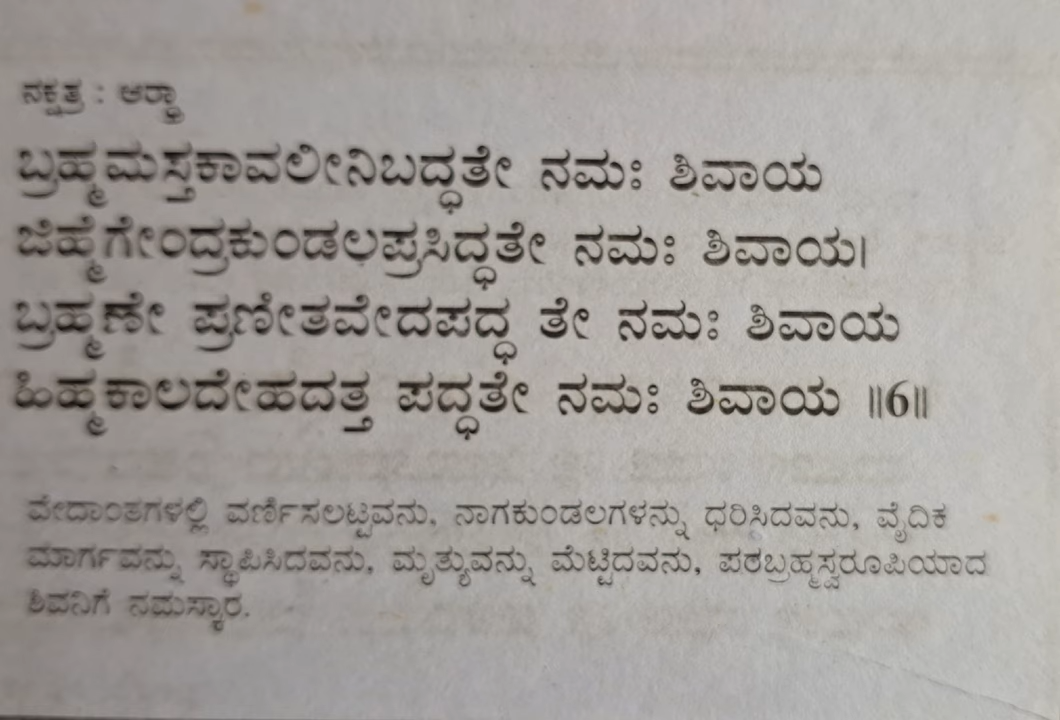 ನಕ್ಷತ್ರ : ಆರ್ದ್ರಾ
ಬ್ರಹ್ಮಮಸ್ತಕಾವಲೀನಿಬದ್ಧತೇ ನಮಃ ಶಿವಾಯ
ಜಿಹ್ಮಗೇಂದ್ರಕುಂಡಲಪ್ರಸಿದ್ಧತೇ ನಮಃ ಶಿವಾಯ।
ಬ್ರಹ್ಮಣೇ ಪ್ರಣೀತವೇದಪದ್ಧ ತೇ ನಮಃ ಶಿವಾಯ
ಹಿಹ್ಮಕಾಲದೇಹದತ್ತ ಪದ್ಧತೇ ನಮಃ ಶಿವಾಯ ॥6॥
ವೇದಾಂತಗಳಲ್ಲಿ ವರ್ಣಿಸಲಟ್ಟವನು, ನಾಗಕುಂಡಲಗಳನ್ನು ಧರಿಸಿದವನು, ವೈದಿಕ
ಮಾರ್ಗವನ್ನು ಸ್ಥಾಪಿಸಿದವನು, ಮೃತ್ಯುವನ್ನು ಮೆಟ್ಟಿದವನು, ಪರಬ್ರಹ್ಮಸ್ವರೂಪಿಯಾದ
ಶಿವನಿಗೆ ನಮಸ್ಕಾರ.